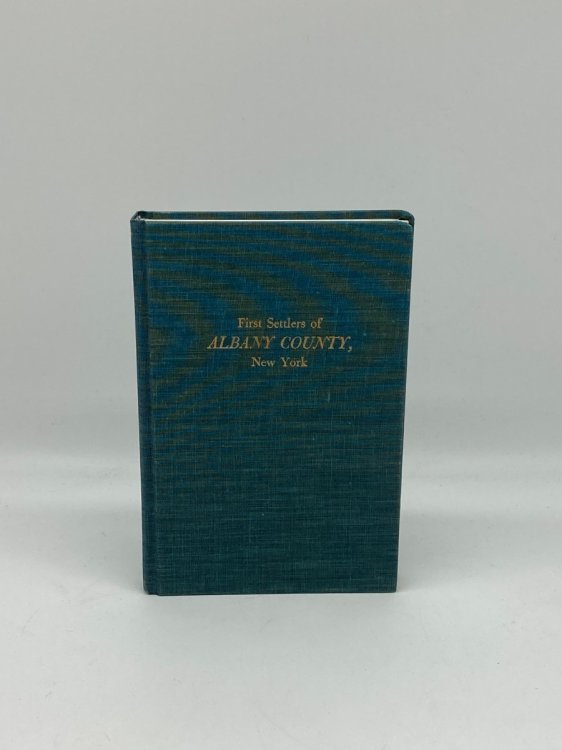 First Settlers of
ALBANY COUNTY,
New York